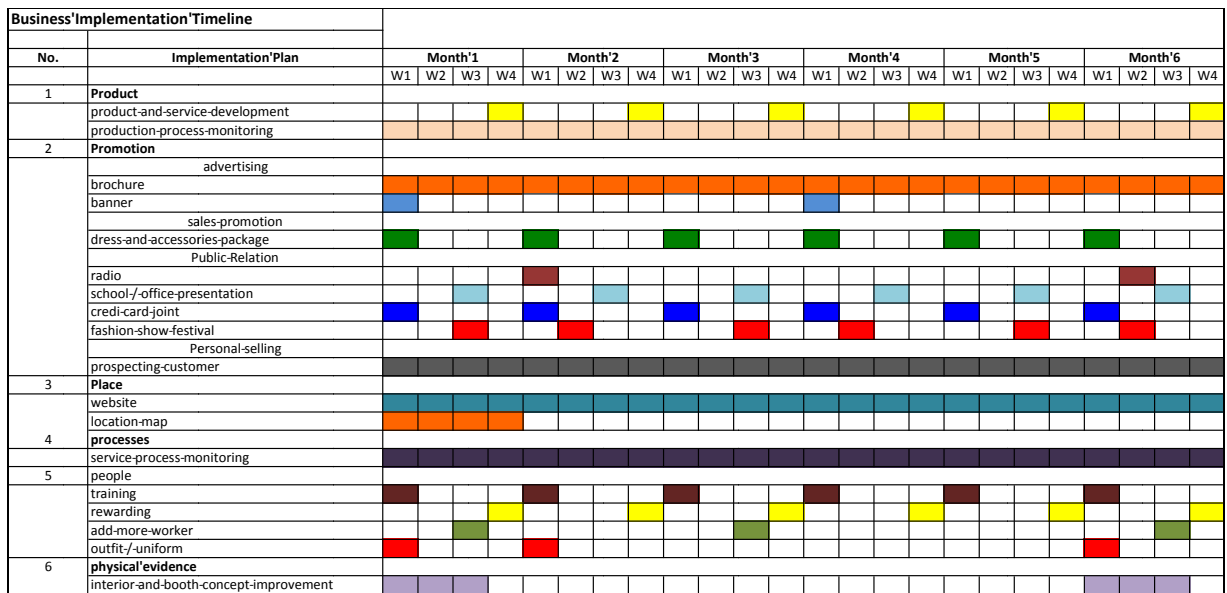 Business'Implementation'Timeline
No. Implementation'Plan Month'1 Month'2 Month'3 Month'4 Month'5 Month'6
W1 W2 W3 W4 W1 W2 W3 W4 W1 W2 W3 W4 W1 W2 W3 W4 W1 W2 W3 W4 W1 W2 W3 W4
1 Product
product-and-service-development
production-process-monitoring
2 Promotion
advertising
brochure
banner
sales-promotion
dress-and-accessories-package
Public-Relation
radio
school-/-office-presentation
credi-card-joint
fashion-show-festival
Personal-selling
prospecting-customer
3 Place
website
location-map
4 processes
service-process-monitoring
5 people
training
rewarding
add-more-worker
outfit-/-uniform
6 physical'evidence
interior-and-booth-concept-improvement